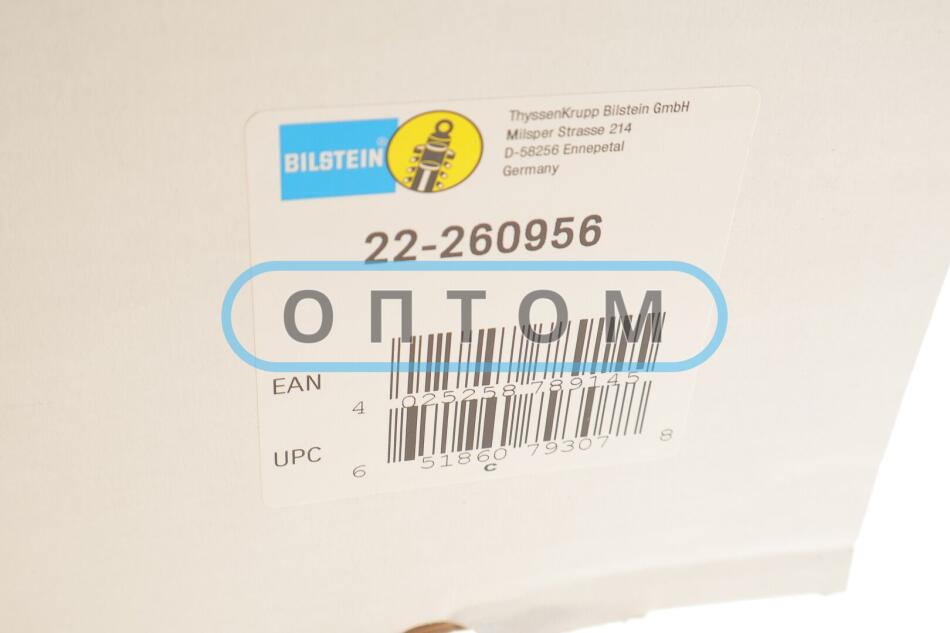 BILSTEIN®
ThyssenKrupp Bilstein GmbH
Milsper Strasse 214
D-58256 Ennepetal
Germany
22-260956
ОПТОМ
EAN
4 025258 789145
UPC
6 51860 79307 8
c